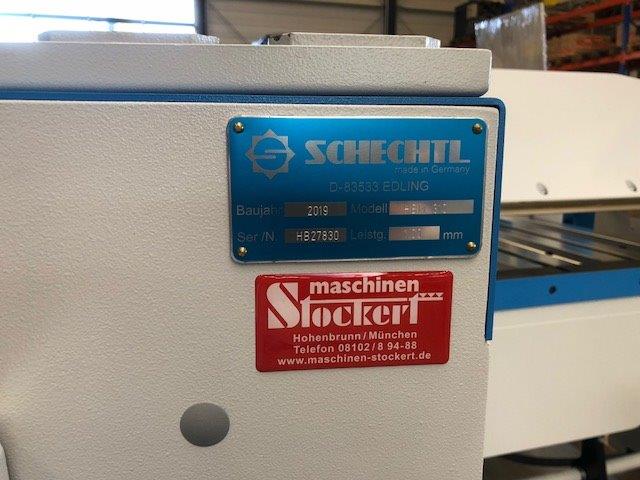 SCHECHTL
made in Germany
D-83533 EDLING
Baujahr 2019 Modell
Ser /N. HB27830 Leistg. mm
maschinen
Stockert
Hohenbrunn/München
Telefon 08102/8 94-88
www.maschinen-stockert.de